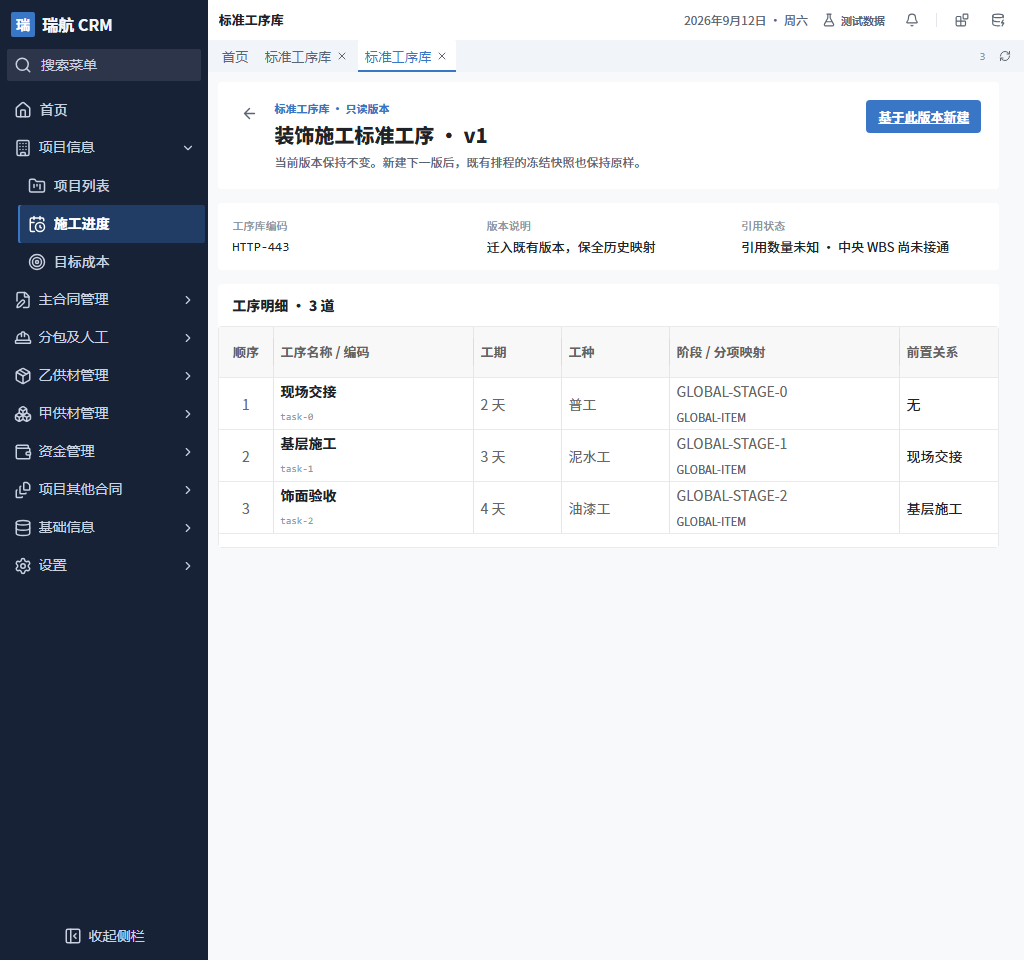 瑞 瑞航 CRM
搜索菜单
首页
项目信息
项目列表
施工进度
目标成本
主合同管理
分包及人工
乙供材管理
甲供材管理
资金管理
项目其他合同
基础信息
设置
收起侧栏
标准工序库
2026年9月12日 · 周六 测试数据
首页 标准工序库 标准工序库 3
标准工序库 · 只读版本
装饰施工标准工序 · v1
当前版本保持不变。新建下一版后，既有排程的冻结快照也保持原样。
基于此版本新建
工序库编码 版本说明 引用状态
HTTP-443 迁入既有版本，保全历史映射 引用数量未知 · 中央 WBS 尚未接通
工序明细 · 3 道
顺序 工序名称 / 编码 工期 工种 阶段 / 分项映射 前置关系
1 现场交接 2 天 普工 GLOBAL-STAGE-0 无
task-0 GLOBAL-ITEM
2 基层施工 3 天 泥水工 GLOBAL-STAGE-1 现场交接
task-1 GLOBAL-ITEM
3 饰面验收 4 天 油漆工 GLOBAL-STAGE-2 基层施工
task-2 GLOBAL-ITEM